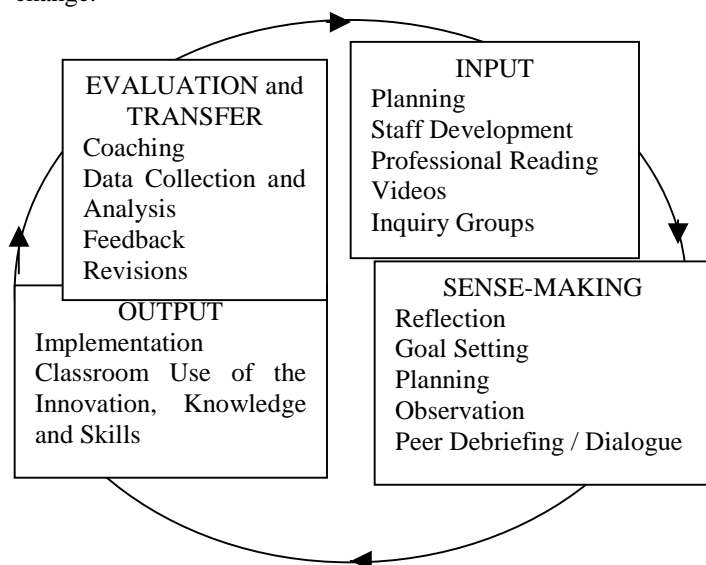 change.
EVALUATION and
TRANSFER
Coaching
Data Collection and
Analysis
Feedback
Revisions
INPUT
Planning
Staff Development
Professional Reading
Videos
Inquiry Groups
SENSE-MAKING
Reflection
Goal Setting
Planning
Observation
Peer Debriefing / Dialogue
OUTPUT
Implementation
Classroom Use of the
Innovation, Knowledge
and Skills